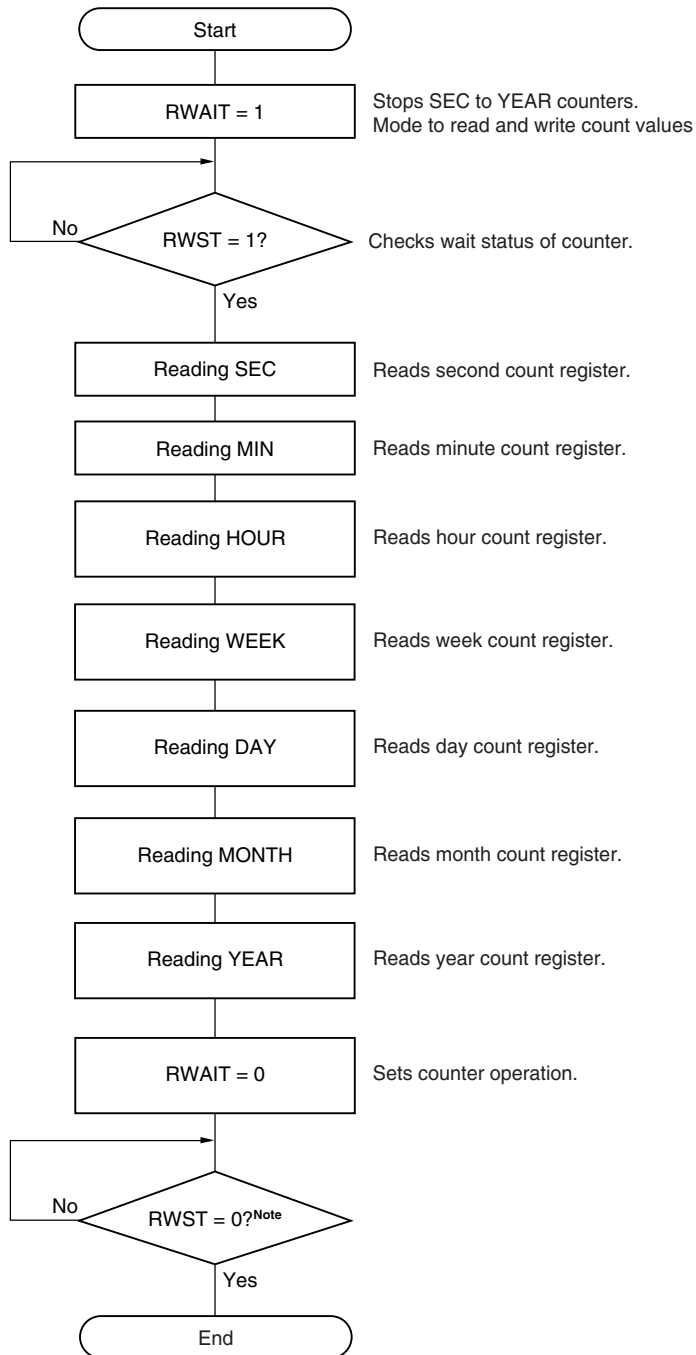 Start
RWAIT = 1
Stops SEC to YEAR counters.
Mode to read and write count values
No
RWST = 1?
Checks wait status of counter.
Yes
Reading SEC
Reads second count register.
Reading MIN
Reads minute count register.
Reading HOUR
Reads hour count register.
Reading WEEK
Reads week count register.
Reading DAY
Reads day count register.
Reading MONTH
Reads month count register.
Reading YEAR
Reads year count register.
RWAIT = 0
Sets counter operation.
No
RWST = 0?Note
Yes
End